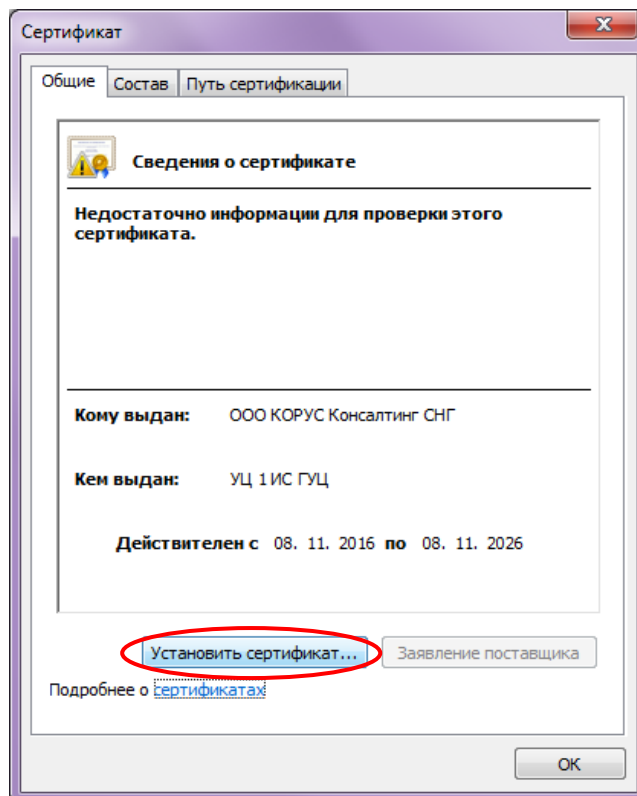 Сертификат
Общие Состав Путь сертификации
Сведения о сертификате
Недостаточно информации для проверки этого
сертификата.
Кому выдан: ООО КОРУС Консалтинг СНГ
Кем выдан: УЦ 1 ИС ГУЦ
Действителен с 08. 11. 2016 по 08. 11. 2026
Установить сертификат... Заявление поставщика
Подробнее о сертификатах
ОК